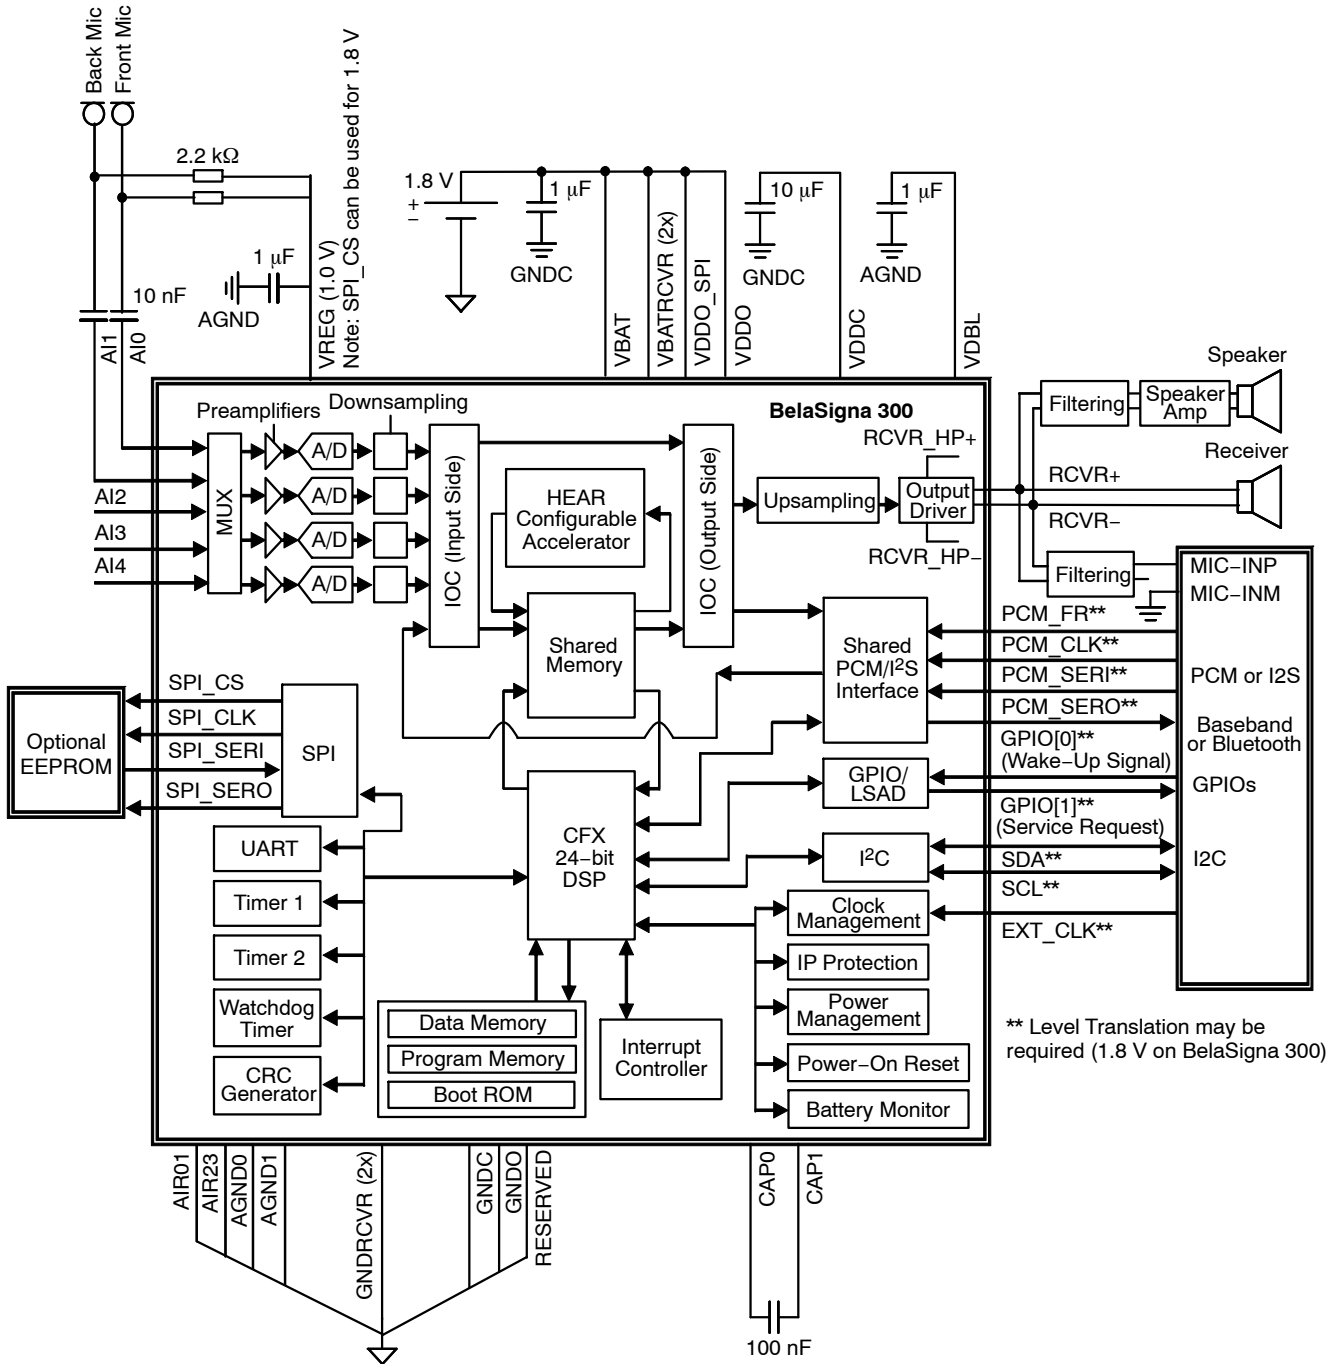 Back Mic
Front Mic
2.2 kΩ
1 μF
AGND
10 nF
AI1
AI0
VREG (1.0 V)
Note: SPI_CS can be used for 1.8 V
1.8 V
+
−
1 μF
GNDC
10 μF
GNDC
1 μF
AGND
VBAT
VBATRCVR (2x)
VDDO_SPI
VDDO
VDDC
VDBL
Preamplifiers
Downsampling
BelaSigna 300
AI2
AI3
AI4
MUX
A/D
A/D
A/D
A/D
IOC (Input Side)
HEAR
Configurable
Accelerator
IOC (Output Side)
Upsampling
RCVR_HP+
Output
Driver
RCVR_HP−
Filtering
Speaker
Amp
Speaker
Receiver
RCVR+
RCVR−
Filtering
MIC−INP
MIC−INM
Shared
Memory
Shared
PCM/I2S
Interface
PCM_FR**
PCM_CLK**
PCM_SERI**
PCM_SERO**
PCM or I2S
Baseband
or Bluetooth
GPIO[0]**
(Wake−Up Signal)
GPIOs
GPIO[1]**
(Service Request)
I2C
SDA**
SCL**
EXT_CLK**
Optional
EEPROM
SPI_CS
SPI_CLK
SPI_SERI
SPI_SERO
SPI
GPIO/
LSAD
CFX
24−bit
DSP
I2C
UART
Timer 1
Timer 2
Watchdog
Timer
CRC
Generator
Clock
Management
IP Protection
Power
Management
Power−On Reset
Battery Monitor
Data Memory
Program Memory
Boot ROM
Interrupt
Controller
** Level Translation may be
required (1.8 V on BelaSigna 300)
AIR01
AIR23
AGND0
AGND1
GNDRCVR (2x)
GNDC
GNDO
RESERVED
CAP0
CAP1
100 nF